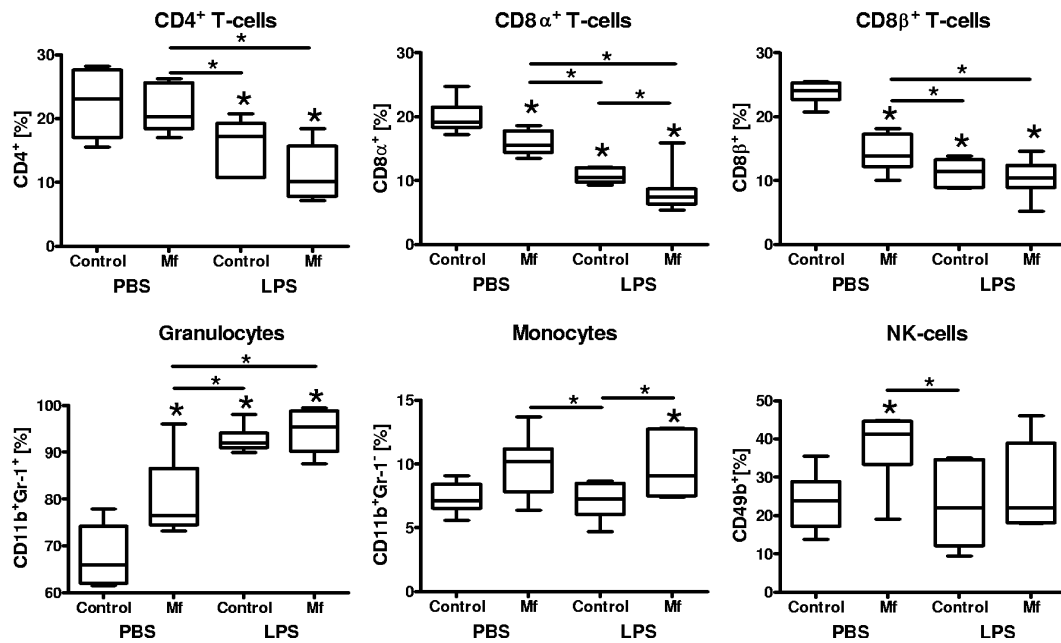 CD4⁺ T-cells
CD4⁺ [%]
30
20
10
0
Control Mf Control Mf
PBS LPS
* * * *
CD8α⁺ T-cells
CD8α⁺ [%]
30
20
10
0
Control Mf Control Mf
PBS LPS
* * * * * *
CD8β⁺ T-cells
CD8β⁺ [%]
30
20
10
0
Control Mf Control Mf
PBS LPS
* * * * *
Granulocytes
CD11b⁺Gr-1⁺ [%]
100
90
80
70
60
Control Mf Control Mf
PBS LPS
* * * * *
Monocytes
CD11b⁺Gr-1⁻ [%]
15
10
5
0
Control Mf Control Mf
PBS LPS
* * *
NK-cells
CD49b⁺[%]
50
40
30
20
10
0
Control Mf Control Mf
PBS LPS
* *